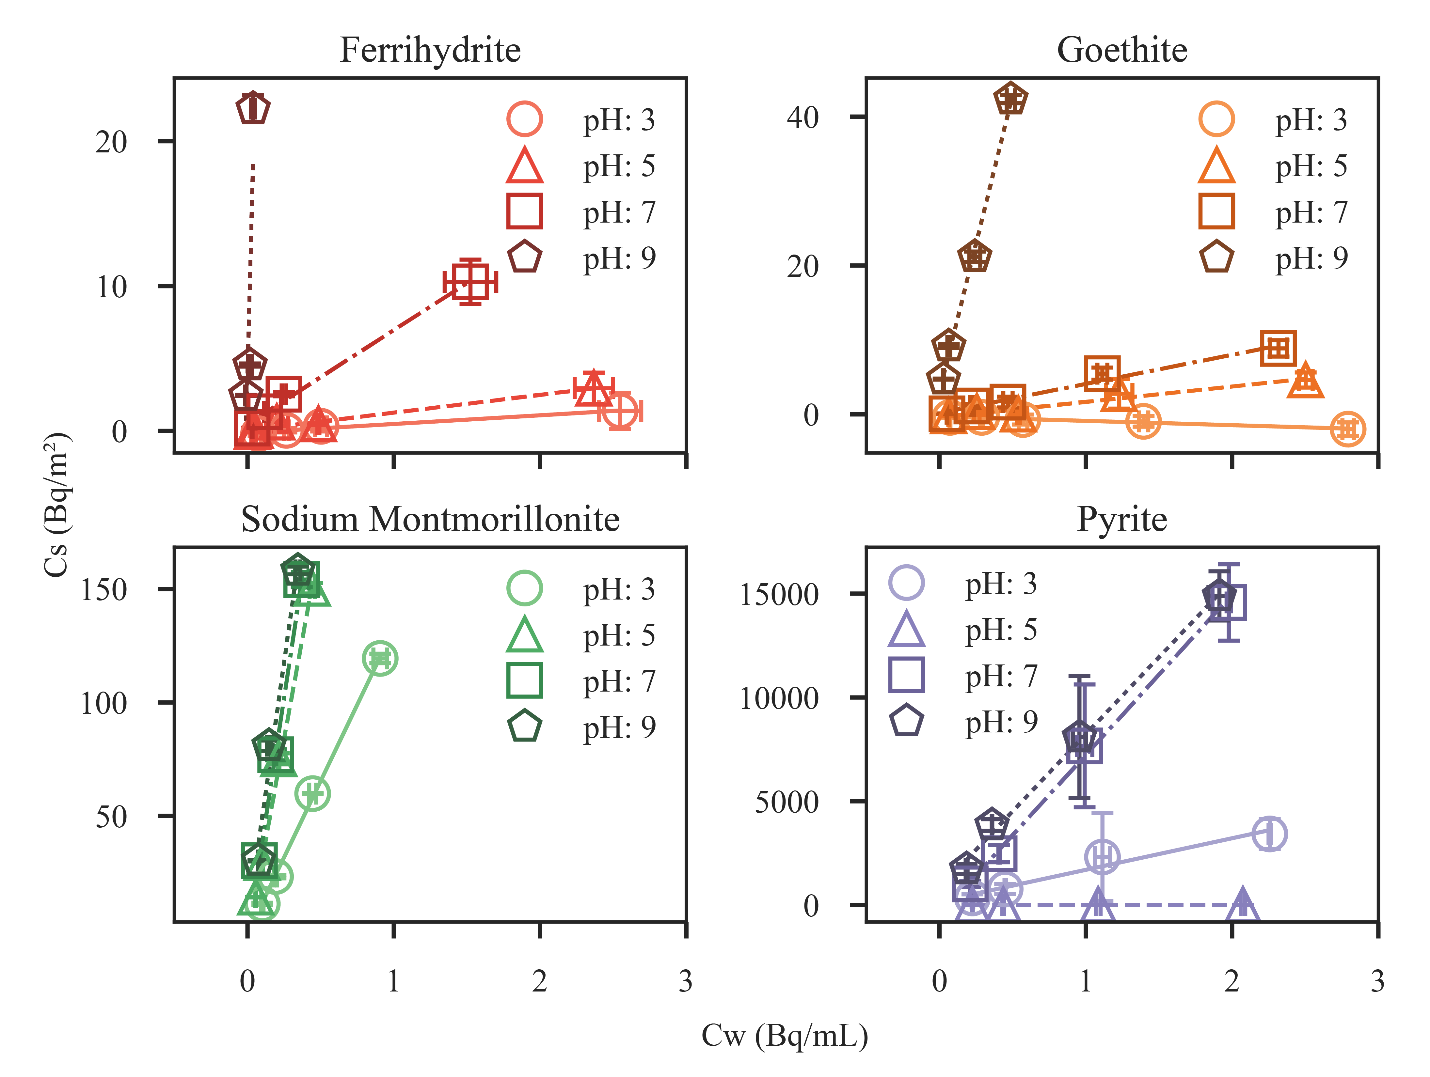 Ferrihydrite
20
10
0
pH: 3
pH: 5
pH: 7
pH: 9
Goethite
40
20
0
pH: 3
pH: 5
pH: 7
pH: 9
Cs (Bq/m²)
Sodium Montmorillonite
150
100
50
pH: 3
pH: 5
pH: 7
pH: 9
0 1 2 3
Pyrite
15000
10000
5000
0
pH: 3
pH: 5
pH: 7
pH: 9
0 1 2 3
Cw (Bq/mL)